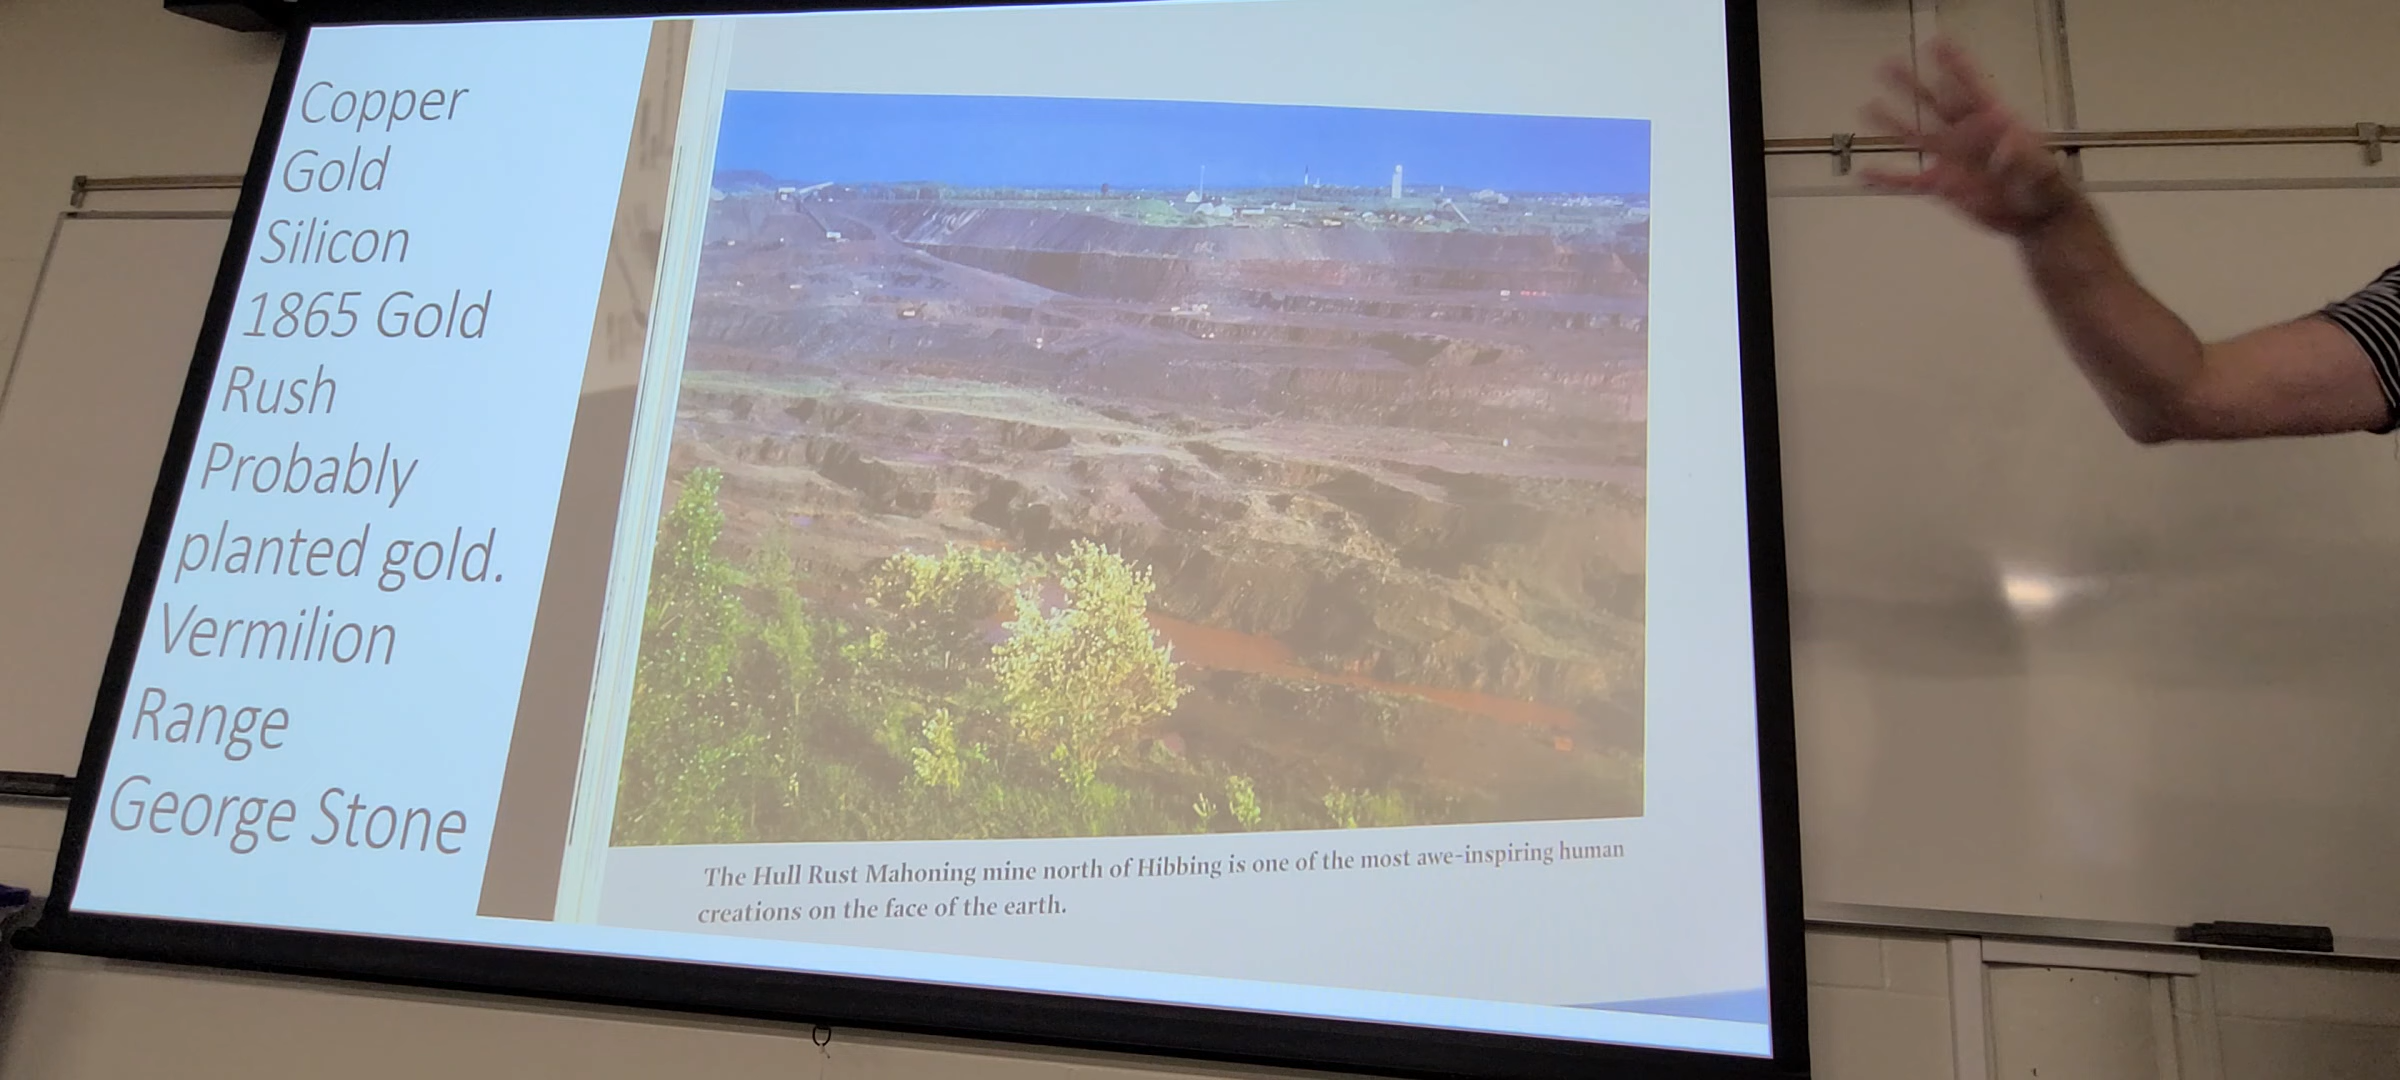 Copper
Gold
Silicon
1865 Gold
Rush
Probably
planted gold.
Vermilion
Range
George Stone
The Hull Rust Mahoning mine north of Hibbing is one of the most awe-inspiring human
creations on the face of the earth.